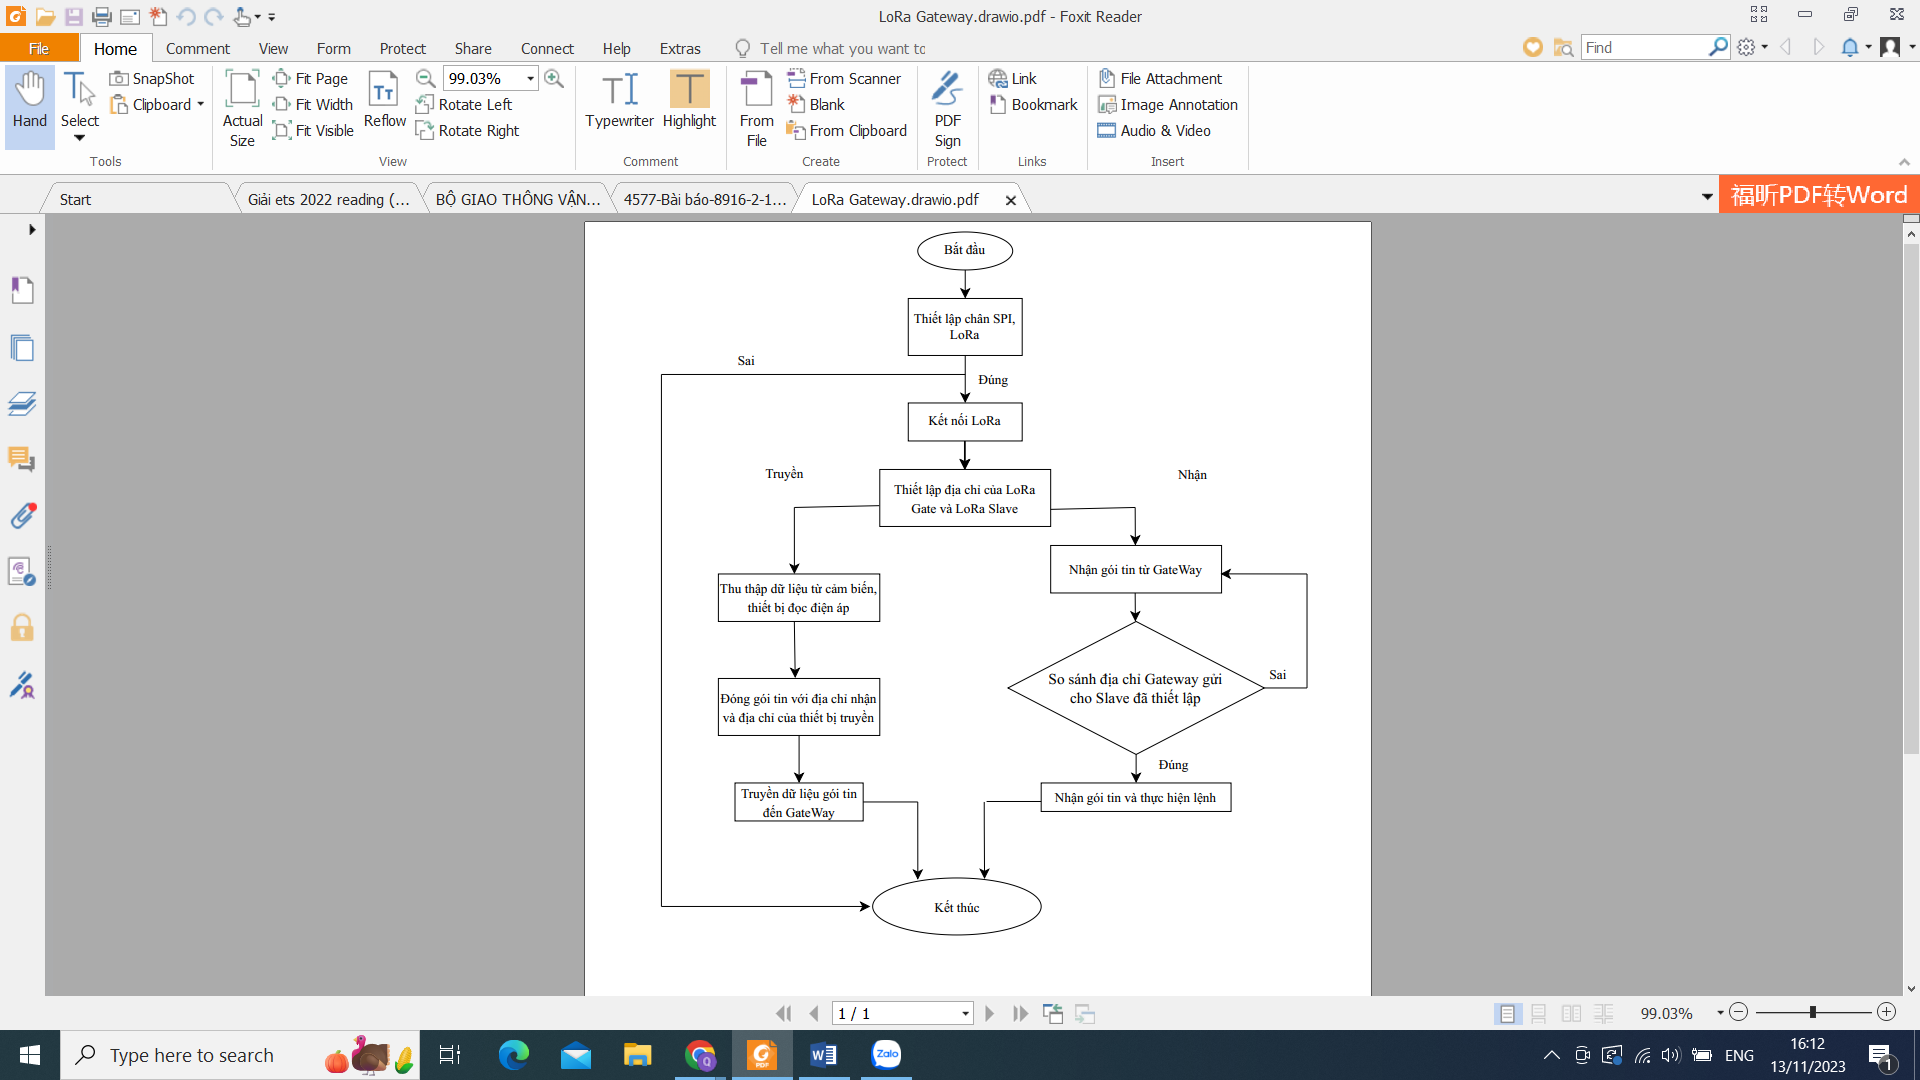 LoRa Gateway.drawio.pdf - Foxit Reader
File
Home
Comment
View
Form
Protect
Share
Connect
Help
Extras
Tell me what you want to
Find
Hand
Select
SnapShot
Clipboard
Tools
Actual
Size
Fit Page
Fit Width
Fit Visible
Reflow
99.03%
Rotate Left
Rotate Right
View
Typewriter
Highlight
Comment
From
File
From Scanner
Blank
From Clipboard
Create
PDF
Sign
Protect
Link
Bookmark
Links
File Attachment
Image Annotation
Audio & Video
Insert
Start
Giải ets 2022 reading (...
BỘ GIAO THÔNG VẬN...
4577-Bài báo-8916-2-1...
LoRa Gateway.drawio.pdf
福昕PDF转Word
Bắt đầu
Thiết lập chân SPI,
LoRa
Sai
Đúng
Kết nối LoRa
Truyền
Nhận
Thiết lập địa chỉ của LoRa
Gate và LoRa Slave
Nhận gói tin từ GateWay
Thu thập dữ liệu từ cảm biến,
thiết bị đọc điện áp
So sánh địa chỉ Gateway gửi
cho Slave đã thiết lập
Sai
Đóng gói tin với địa chỉ nhận
và địa chỉ của thiết bị truyền
Đúng
Truyền dữ liệu gói tin
đến GateWay
Nhận gói tin và thực hiện lệnh
Kết thúc
1 / 1
99.03%
Type here to search
Zalo
ENG
16:12
13/11/2023
1